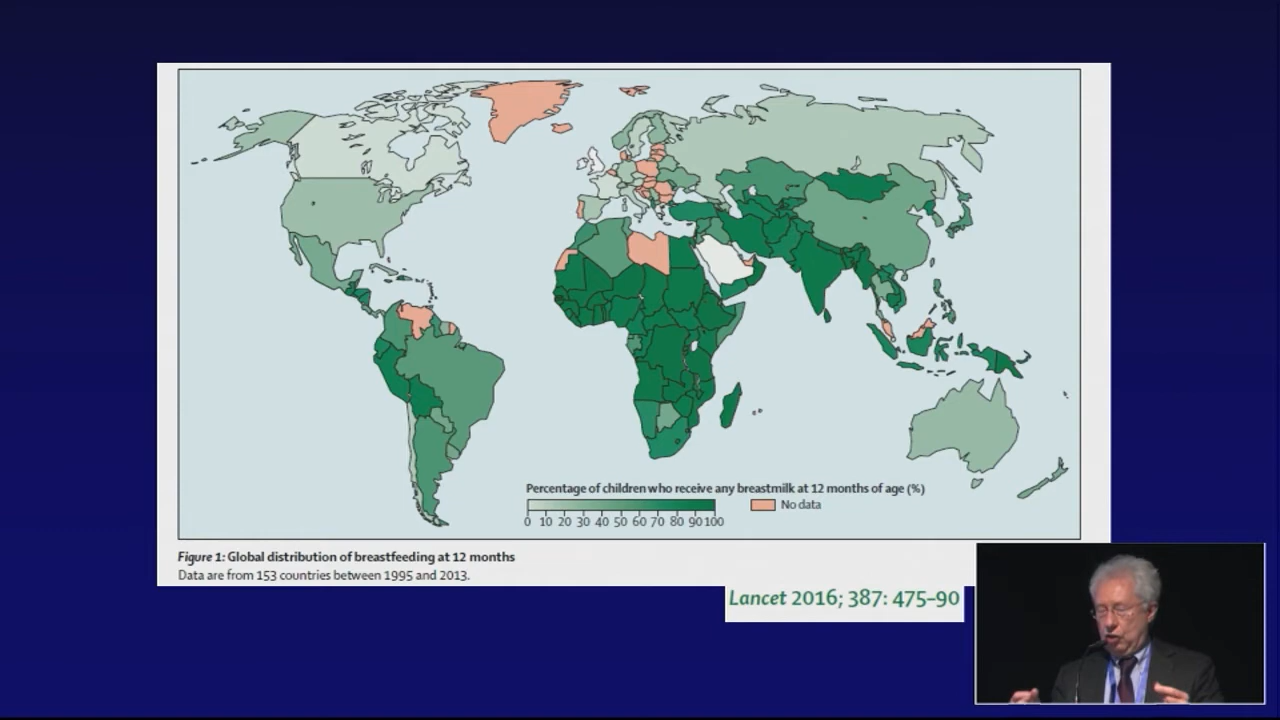 Percentage of children who receive any breastmilk at 12 months of age (%)
No data
0 10 20 30 40 50 60 70 80 90 100
Figure 1: Global distribution of breastfeeding at 12 months
Data are from 153 countries between 1995 and 2013.
Lancet 2016; 387: 475–90